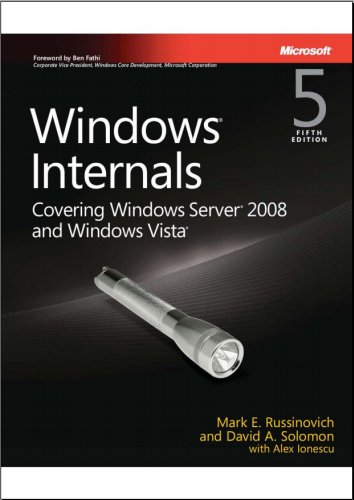 Foreword by Ben Fathi
Corporate Vice President, Windows Core Development, Microsoft Corporation
Microsoft®
5
FIFTH
EDITION
Windows®
Internals
Covering Windows Server® 2008
and Windows Vista®
Mark E. Russinovich
and David A. Solomon
with Alex Ionescu